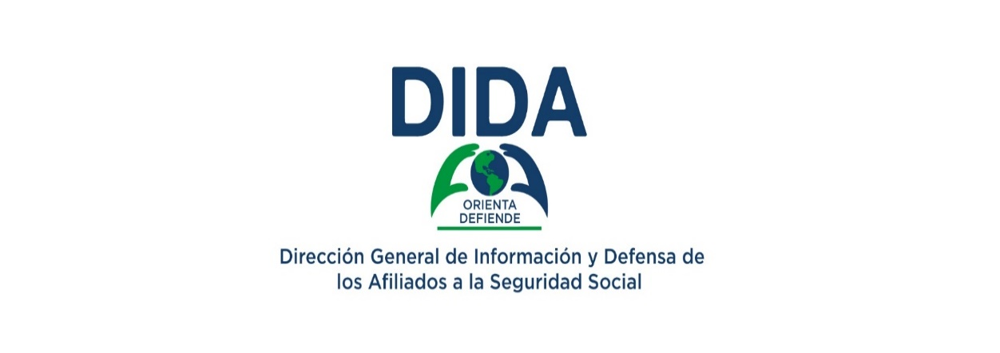 DIDA
ORIENTA
DEFIENDE
Dirección General de Información y Defensa de
los Afiliados a la Seguridad Social